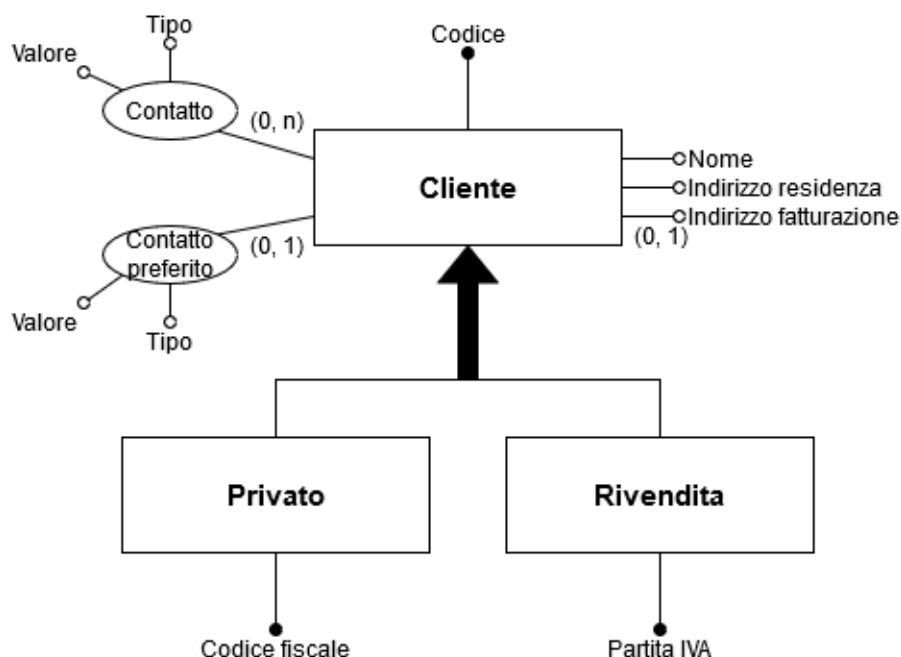 Tipo
Valore
Codice
Contatto
(0, n)
Cliente
Nome
Indirizzo residenza
Indirizzo fatturazione
(0, 1)
Contatto
preferito
(0, 1)
Valore
Tipo
Privato
Rivendita
Codice fiscale
Partita IVA